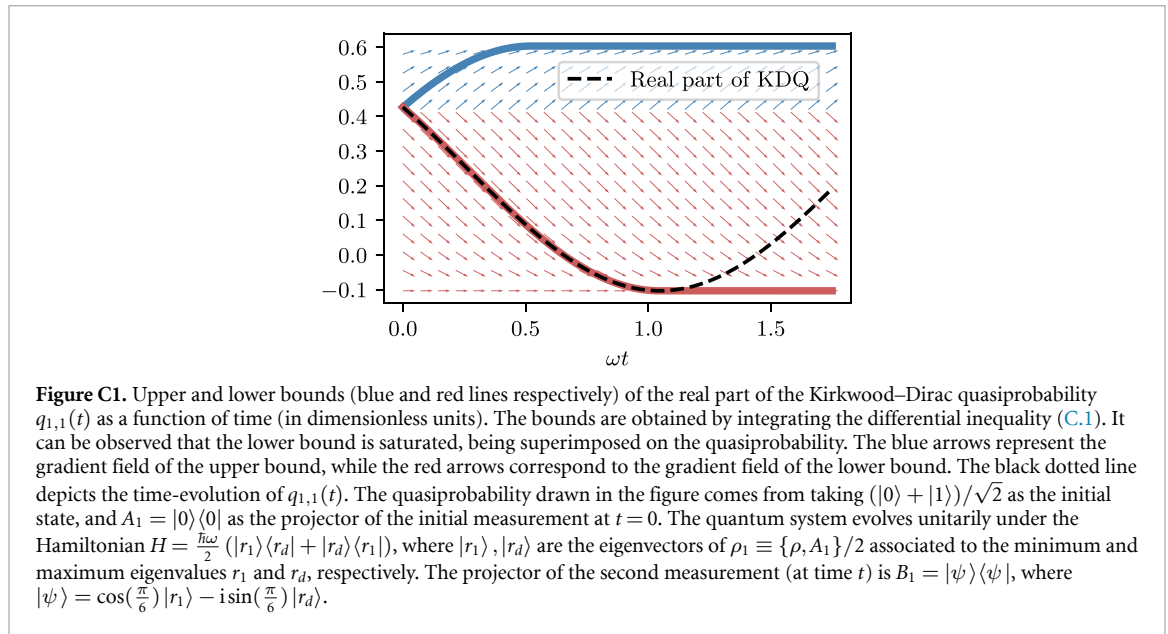 0.6
0.5
0.4
0.3
0.2
0.1
0.0
−0.1
Real part of KDQ
0.0 0.5 1.0 1.5
ωt
Figure C1. Upper and lower bounds (blue and red lines respectively) of the real part of the Kirkwood–Dirac quasiprobability
q₁,₁(t) as a function of time (in dimensionless units). The bounds are obtained by integrating the differential inequality (C.1). It
can be observed that the lower bound is saturated, being superimposed on the quasiprobability. The blue arrows represent the
gradient field of the upper bound, while the red arrows correspond to the gradient field of the lower bound. The black dotted line
depicts the time-evolution of q₁,₁(t). The quasiprobability drawn in the figure comes from taking (|0⟩ + |1⟩)/√2 as the initial
state, and A₁ = |0⟩⟨0| as the projector of the initial measurement at t = 0. The quantum system evolves unitarily under the
Hamiltonian H = ħω/2 (|r₁⟩⟨r_d| + |r_d⟩⟨r₁|), where |r₁⟩, |r_d⟩ are the eigenvectors of ρ₁ ≡ {ρ, A₁}/2 associated to the minimum and
maximum eigenvalues r₁ and r_d, respectively. The projector of the second measurement (at time t) is B₁ = |ψ⟩⟨ψ|, where
|ψ⟩ = cos(π/6)|r₁⟩ − i sin(π/6)|r_d⟩.